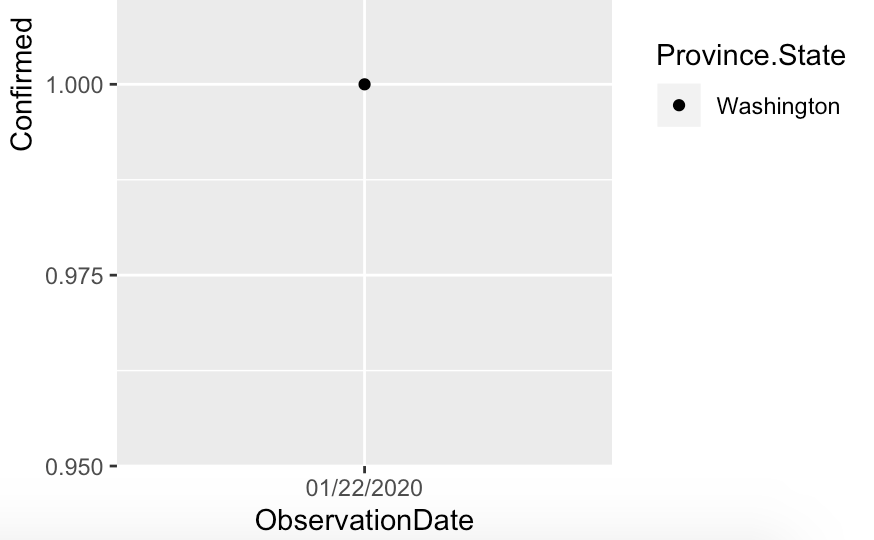 Confirmed
1.000
0.975
0.950
01/22/2020
ObservationDate
Province.State
Washington